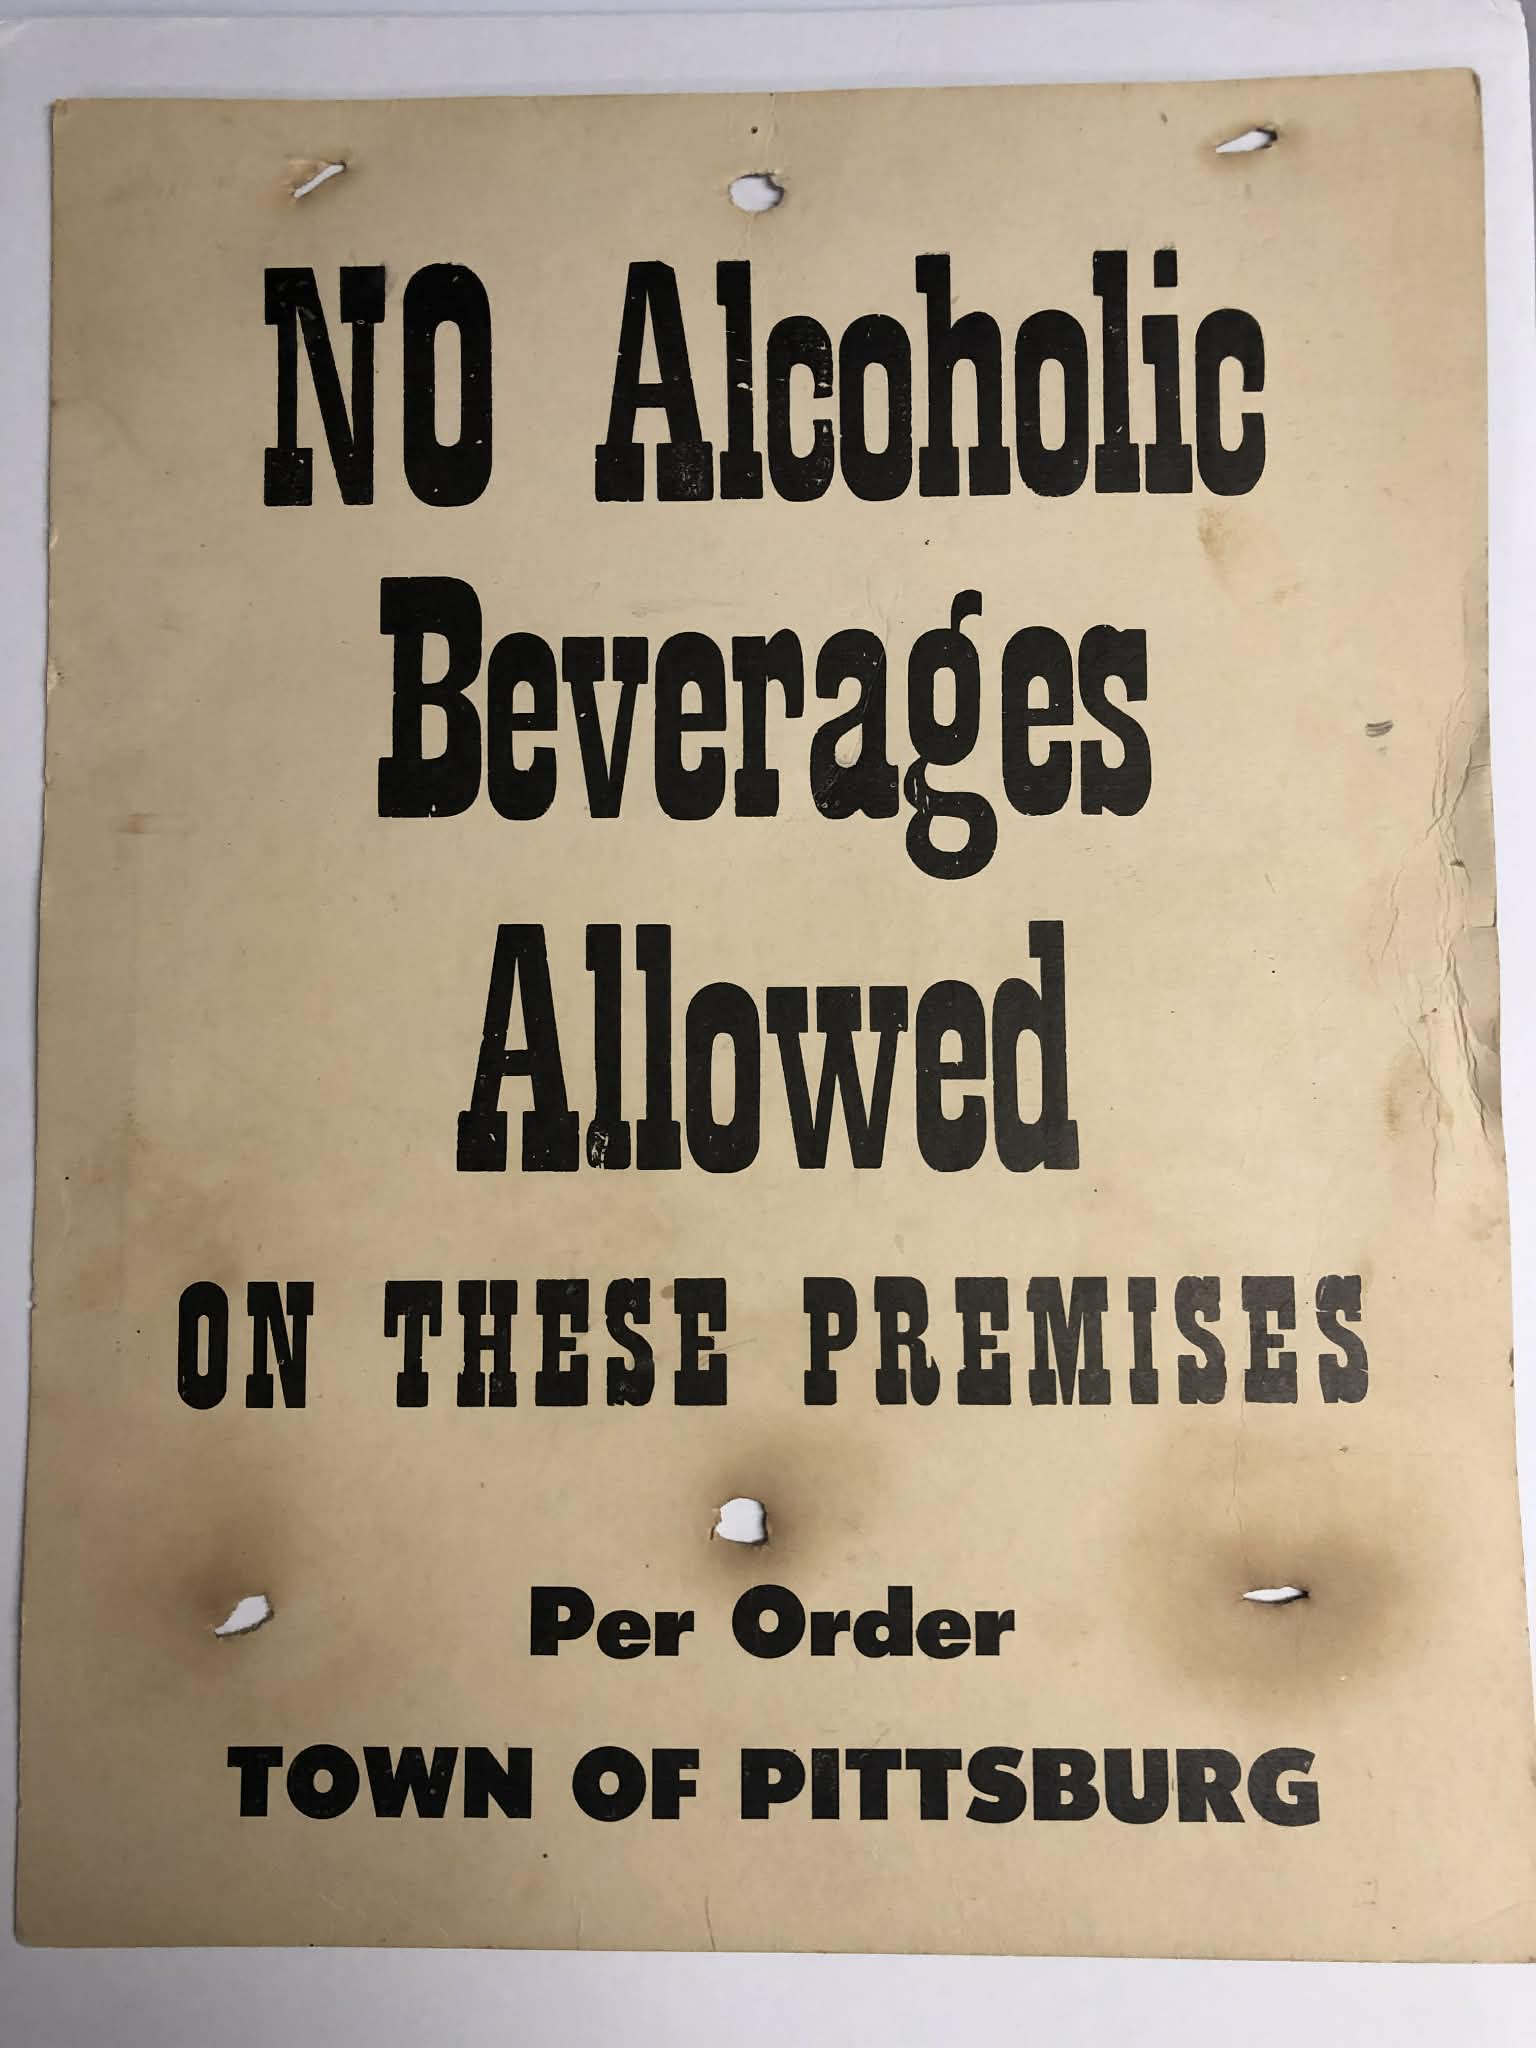 NO Alcoholic
Beverages
Allowed
ON THESE PREMISES
Per Order
TOWN OF PITTSBURG